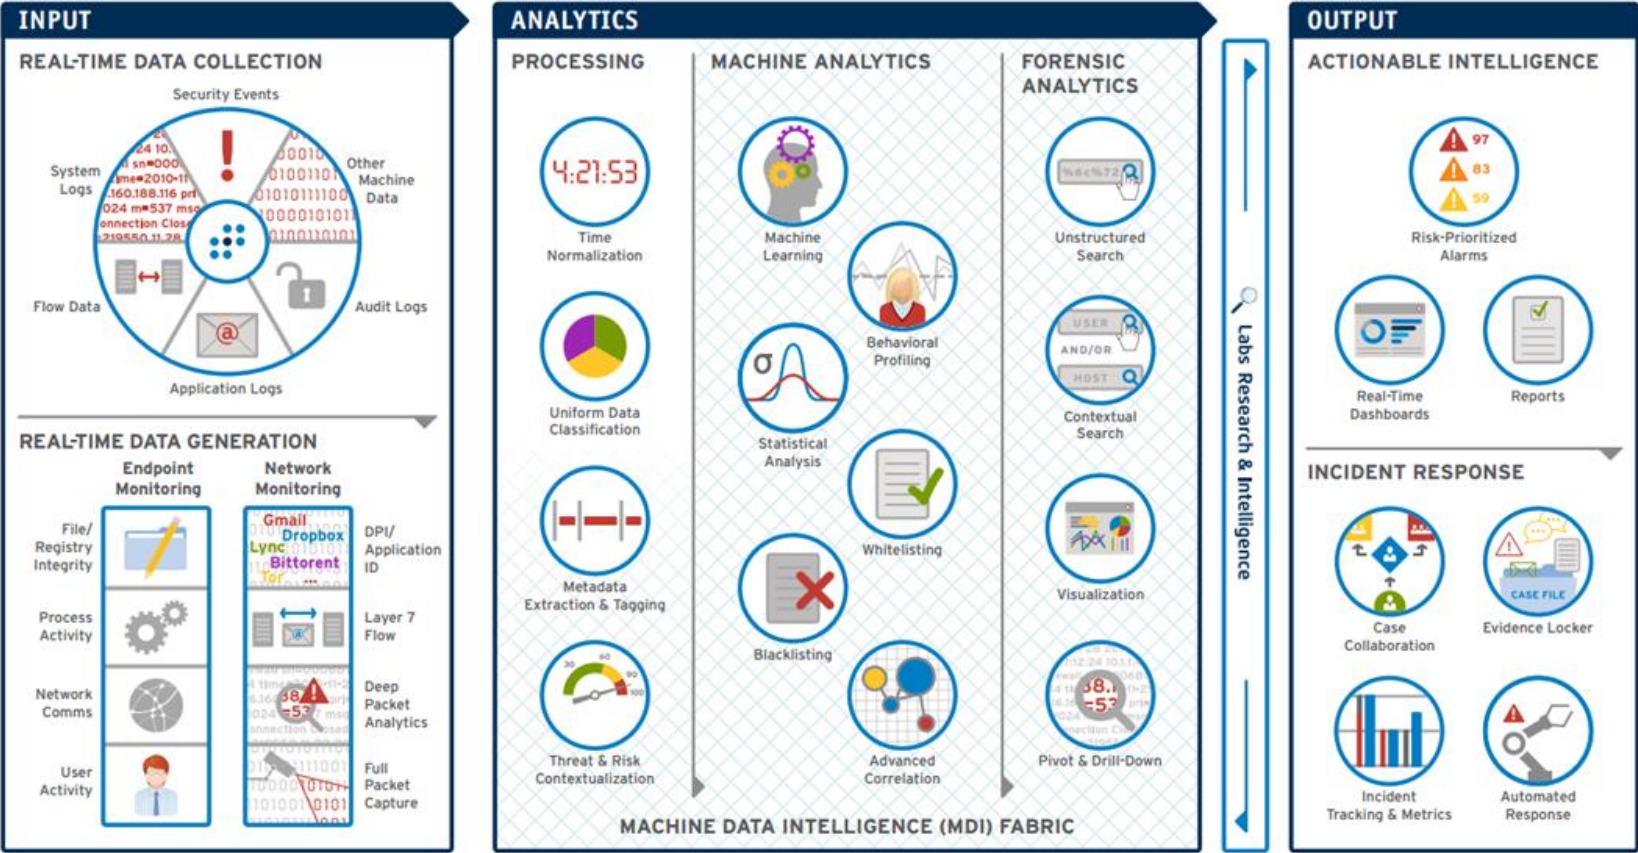 INPUT
REAL-TIME DATA COLLECTION
Security Events
System
Logs
Other
Machine
Data
Flow Data
Audit Logs
Application Logs
REAL-TIME DATA GENERATION
Endpoint
Monitoring
Network
Monitoring
File/
Registry
Integrity
Gmail
Dropbox
Lync
Bittorent
Tor
...
DPI/
Application
ID
Process
Activity
Layer 7
Flow
Network
Comms
Deep
Packet
Analytics
User
Activity
Full
Packet
Capture
ANALYTICS
PROCESSING
4:21:53
Time
Normalization
Uniform Data
Classification
Metadata
Extraction & Tagging
30 60 90 100
Threat & Risk
Contextualization
MACHINE ANALYTICS
Machine
Learning
Behavioral
Profiling
σ
Statistical
Analysis
Whitelisting
Blacklisting
Advanced
Correlation
FORENSIC
ANALYTICS
%6c%72
Unstructured
Search
USER
AND/OR
HOST
Contextual
Search
Visualization
Pivot & Drill-Down
MACHINE DATA INTELLIGENCE (MDI) FABRIC
Labs Research & Intelligence
OUTPUT
ACTIONABLE INTELLIGENCE
97
83
59
Risk-Prioritized
Alarms
Real-Time
Dashboards
Reports
INCIDENT RESPONSE
Case
Collaboration
CASE FILE
Evidence Locker
Incident
Tracking & Metrics
Automated
Response